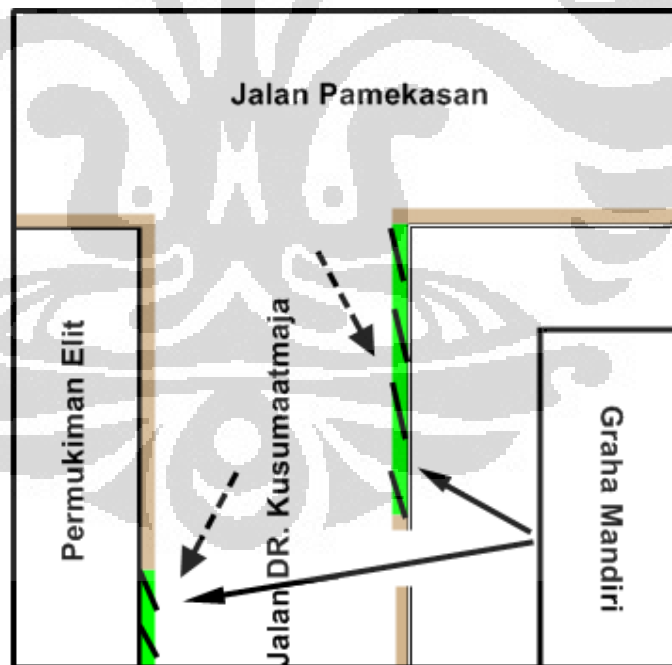 Jalan Pamekasan
Permukiman Elit
Jalan DR. Kusumaatmaja
Graha Mandiri